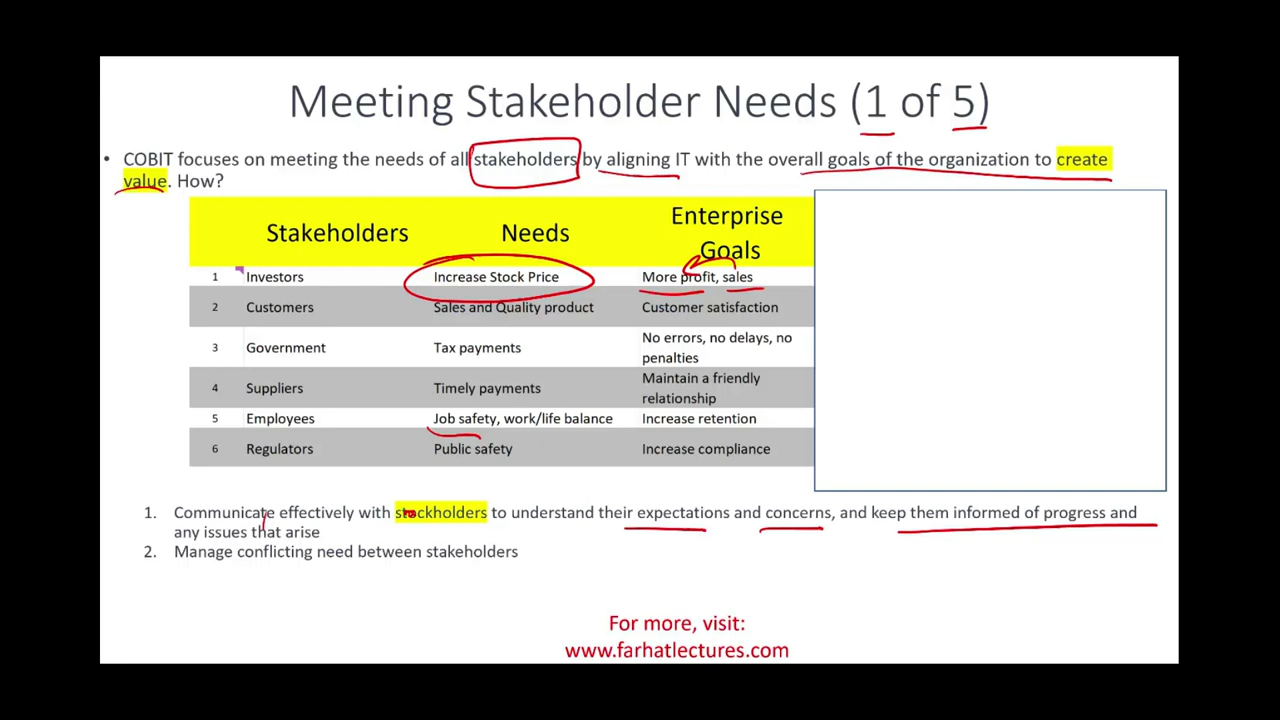 Meeting Stakeholder Needs (1 of 5)
• COBIT focuses on meeting the needs of all stakeholders by aligning IT with the overall goals of the organization to create
value. How?
Stakeholders Needs Enterprise Goals
1 Investors Increase Stock Price More profit, sales
2 Customers Sales and Quality product Customer satisfaction
3 Government Tax payments No errors, no delays, no penalties
4 Suppliers Timely payments Maintain a friendly relationship
5 Employees Job safety, work/life balance Increase retention
6 Regulators Public safety Increase compliance
1. Communicate effectively with stockholders to understand their expectations and concerns, and keep them informed of progress and
any issues that arise
2. Manage conflicting need between stakeholders
For more, visit:
www.farhatlectures.com